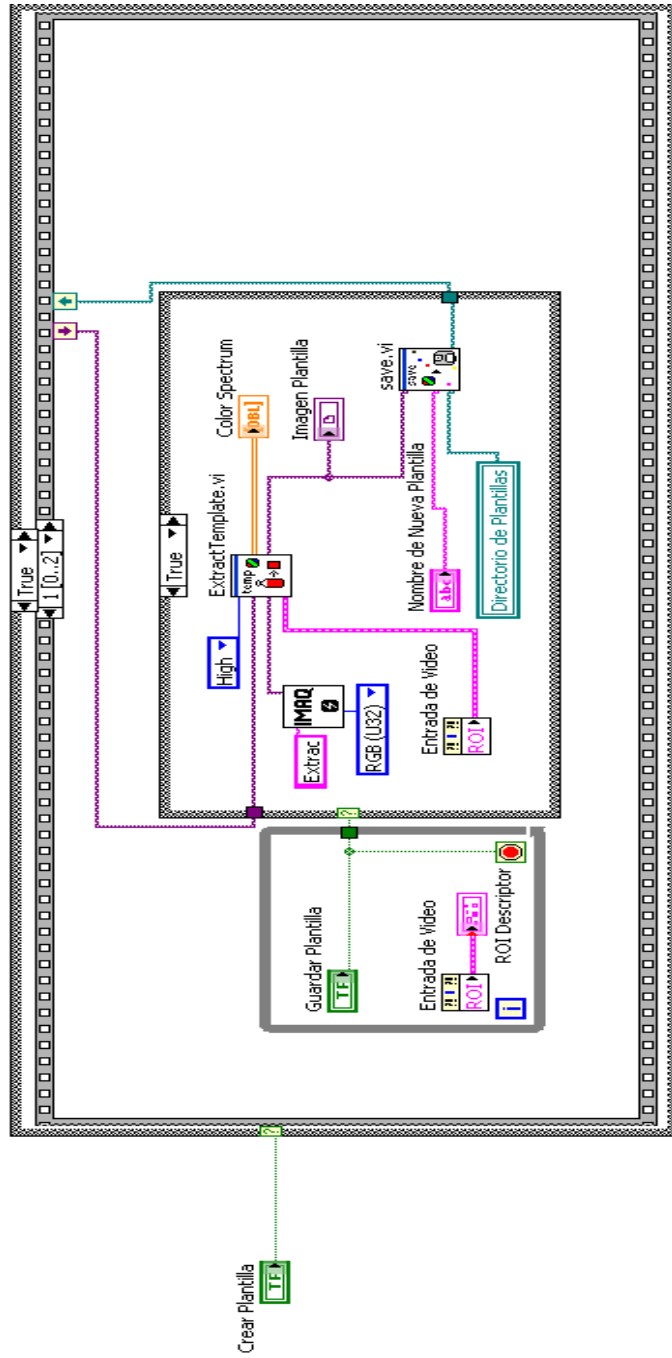 Crear Plantilla
TF
?
True
1 [0..2]
Guardar Plantilla
TF
Entrada de Video
ROI
ROI Descriptor
i
?
True
High
ExtractTemplate.vi
temp
Color Spectrum
DBL
Extrac
IMAQ
RGB (U32)
Imagen Plantilla
Entrada de Video
ROI
Nombre de Nueva Plantilla
abc
save.vi
save
Directorio de Plantillas